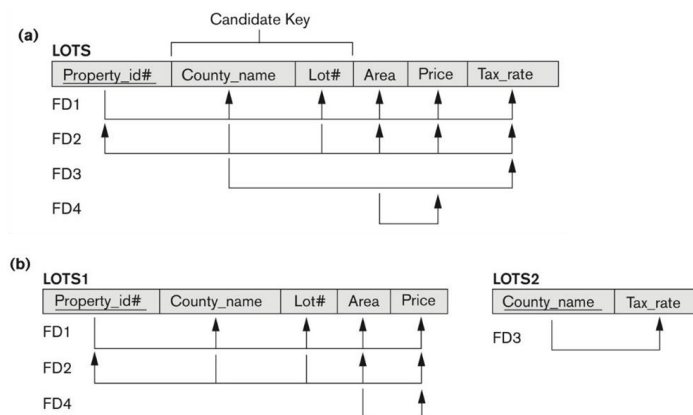 Candidate Key
(a)
LOTS
Property_id# County_name Lot# Area Price Tax_rate
FD1
FD2
FD3
FD4
(b)
LOTS1
Property_id# County_name Lot# Area Price
FD1
FD2
FD4
LOTS2
County_name Tax_rate
FD3